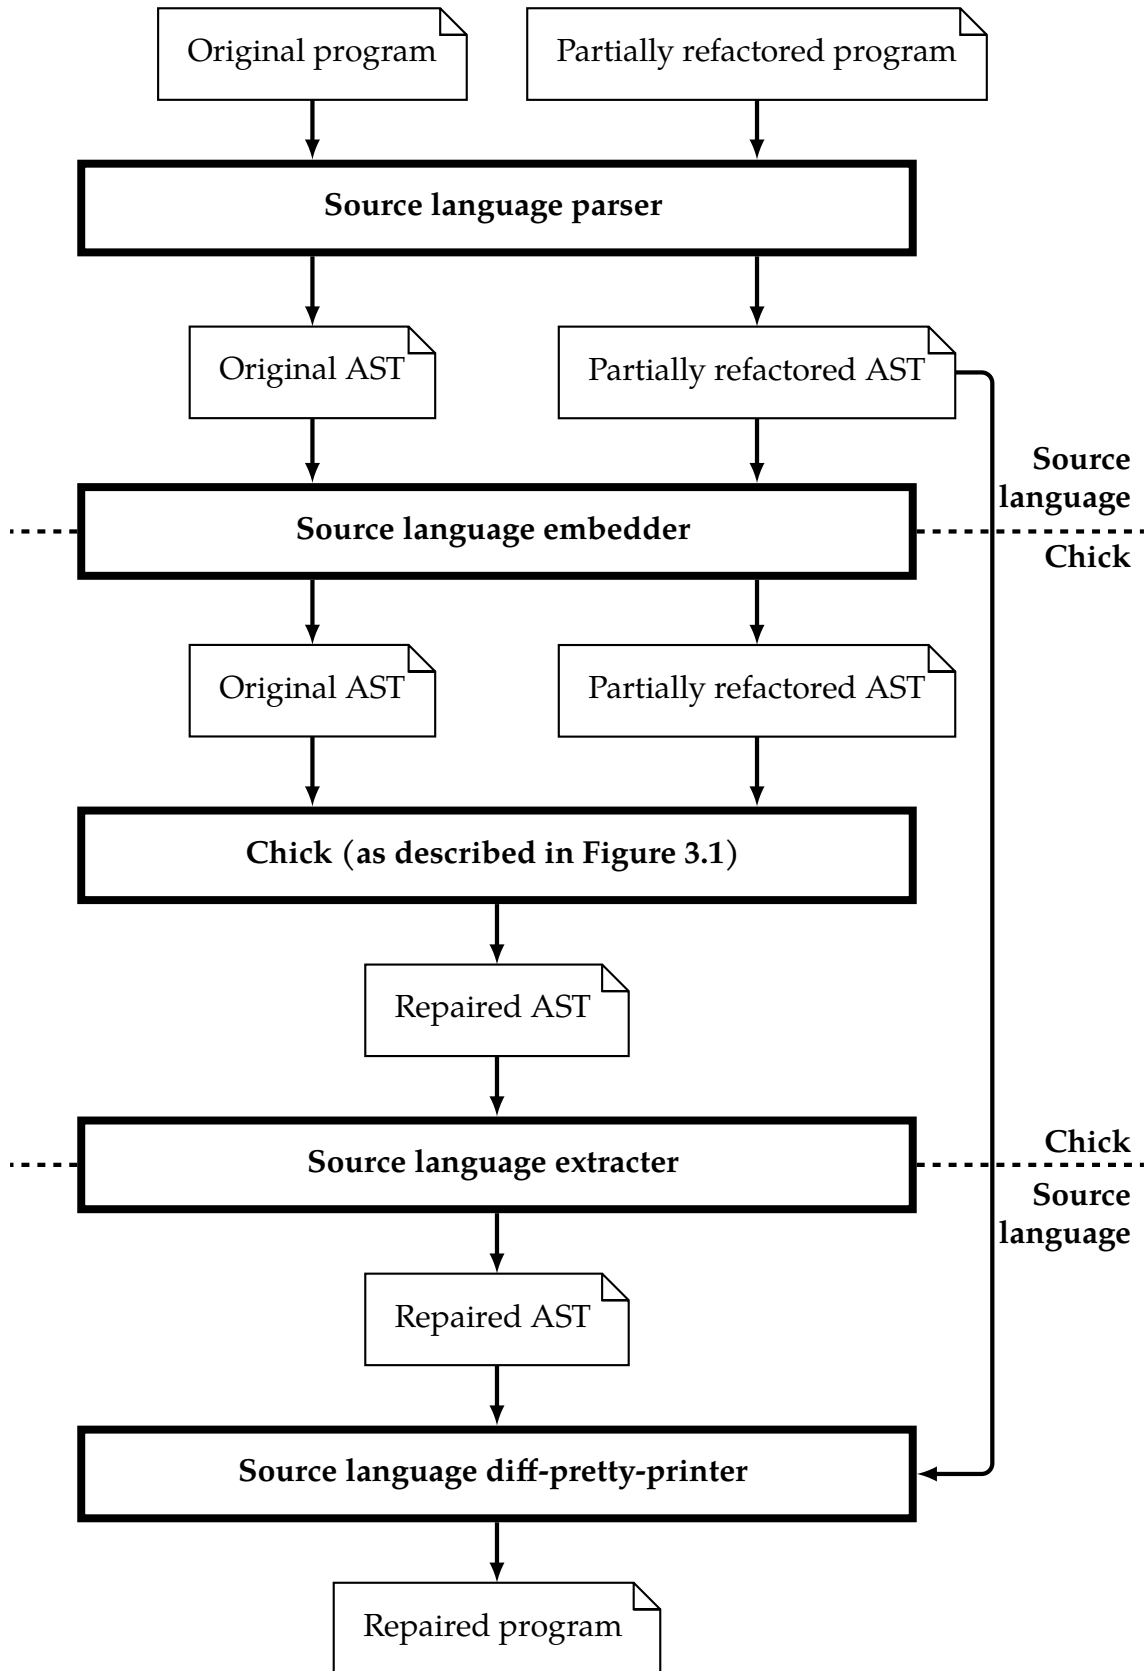 Original program
Partially refactored program
Source language parser
Original AST
Partially refactored AST
Source
language
Source language embedder
Chick
Original AST
Partially refactored AST
Chick (as described in Figure 3.1)
Repaired AST
Chick
Source language extracter
Source
language
Repaired AST
Source language diff-pretty-printer
Repaired program